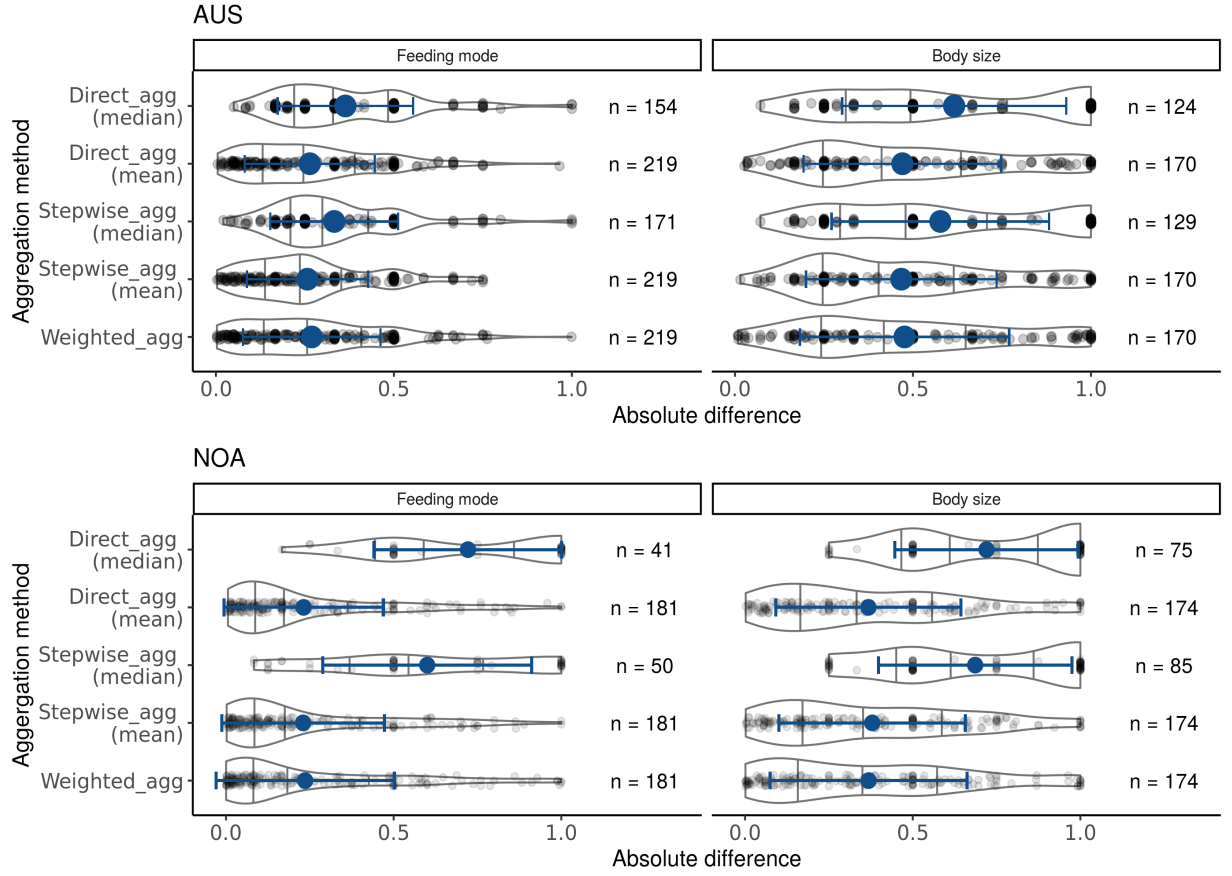 AUS
Feeding mode
Body size
Aggregation method
Direct_agg
(median)
n = 154
n = 124
Direct_agg
(mean)
n = 219
n = 170
Stepwise_agg
(median)
n = 171
n = 129
Stepwise_agg
(mean)
n = 219
n = 170
Weighted_agg
n = 219
n = 170
0.0
0.5
1.0
0.0
0.5
1.0
Absolute difference
NOA
Feeding mode
Body size
Aggergation method
Direct_agg
(median)
n = 41
n = 75
Direct_agg
(mean)
n = 181
n = 174
Stepwise_agg
(median)
n = 50
n = 85
Stepwise_agg
(mean)
n = 181
n = 174
Weighted_agg
n = 181
n = 174
0.0
0.5
1.0
0.0
0.5
1.0
Absolute difference